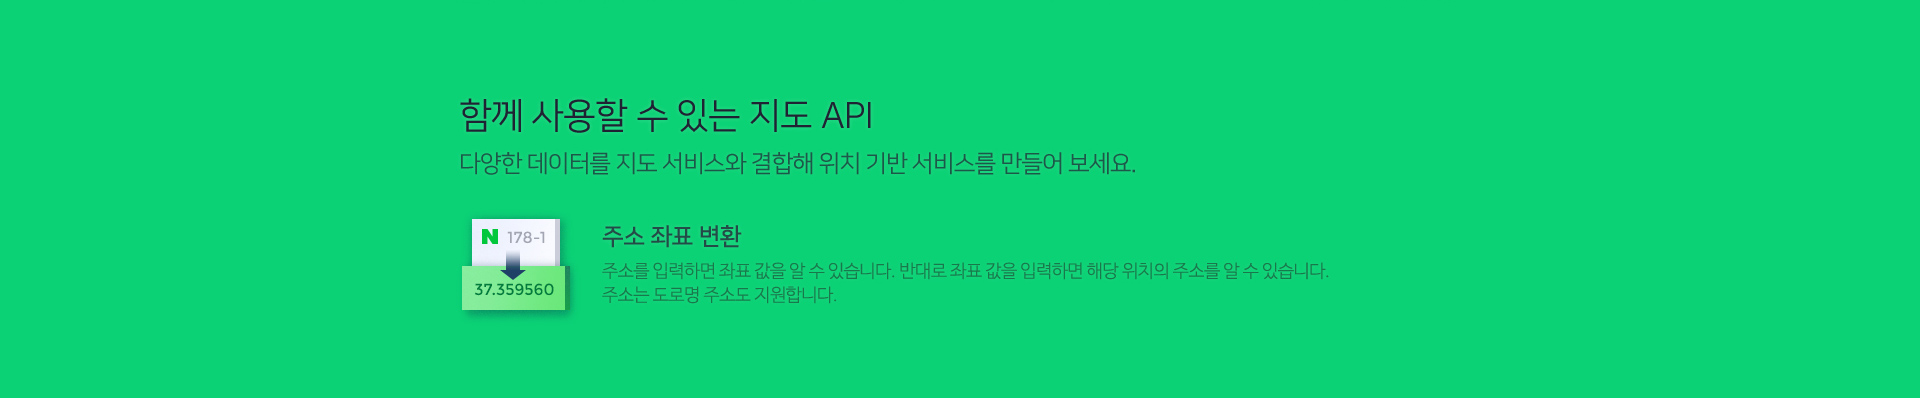 함께 사용할 수 있는 지도 API
다양한 데이터를 지도 서비스와 결합해 위치 기반 서비스를 만들어 보세요.
N 178-1
37.359560
주소 좌표 변환
주소를 입력하면 좌표 값을 알 수 있습니다. 반대로 좌표 값을 입력하면 해당 위치의 주소를 알 수 있습니다.
주소는 도로명 주소도 지원합니다.